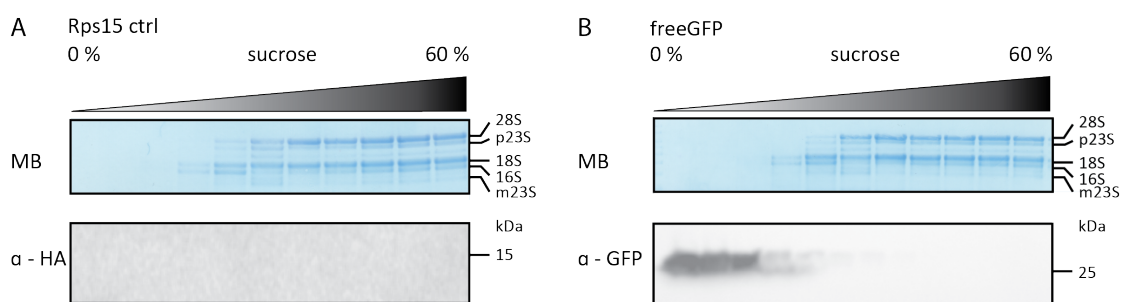 A Rps15 ctrl
0 % sucrose 60 %
MB
28S
p23S
18S
16S
m23S
α - HA
kDa
15
B freeGFP
0 % sucrose 60 %
MB
28S
p23S
18S
16S
m23S
α - GFP
kDa
25